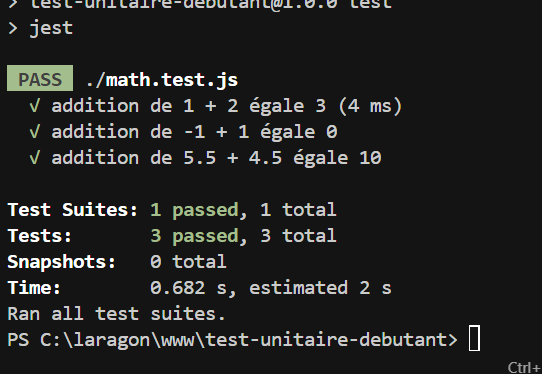 > test-unitaire-debutant@1.0.0 test
> jest
PASS ./math.test.js
√ addition de 1 + 2 égale 3 (4 ms)
√ addition de -1 + 1 égale 0
√ addition de 5.5 + 4.5 égale 10
Test Suites: 1 passed, 1 total
Tests: 3 passed, 3 total
Snapshots: 0 total
Time: 0.682 s, estimated 2 s
Ran all test suites.
PS C:\laragon\www\test-unitaire-debutant>
Ctrl+